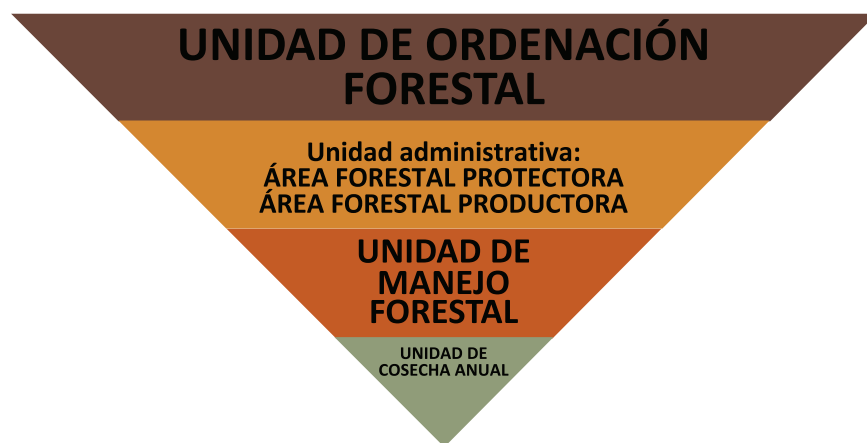 UNIDAD DE ORDENACIÓN
FORESTAL
Unidad administrativa:
ÁREA FORESTAL PROTECTORA
ÁREA FORESTAL PRODUCTORA
UNIDAD DE
MANEJO
FORESTAL
UNIDAD DE
COSECHA ANUAL